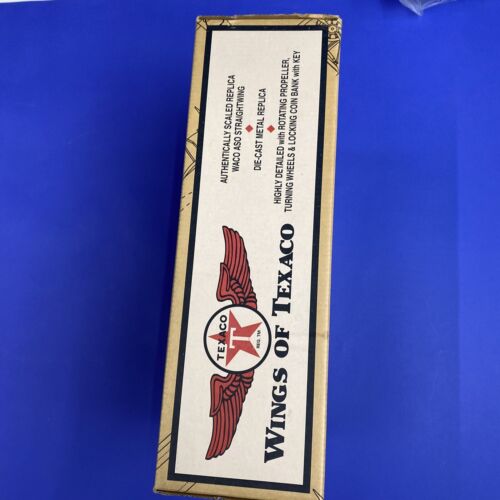 TEXACO
T
REG. TM
WINGS OF TEXACO
AUTHENTICALLY SCALED REPLICA
WACO ASO STRAIGHTWING
DIE-CAST METAL REPLICA
HIGHLY DETAILED with ROTATING PROPELLER,
TURNING WHEELS & LOCKING COIN BANK with KEY